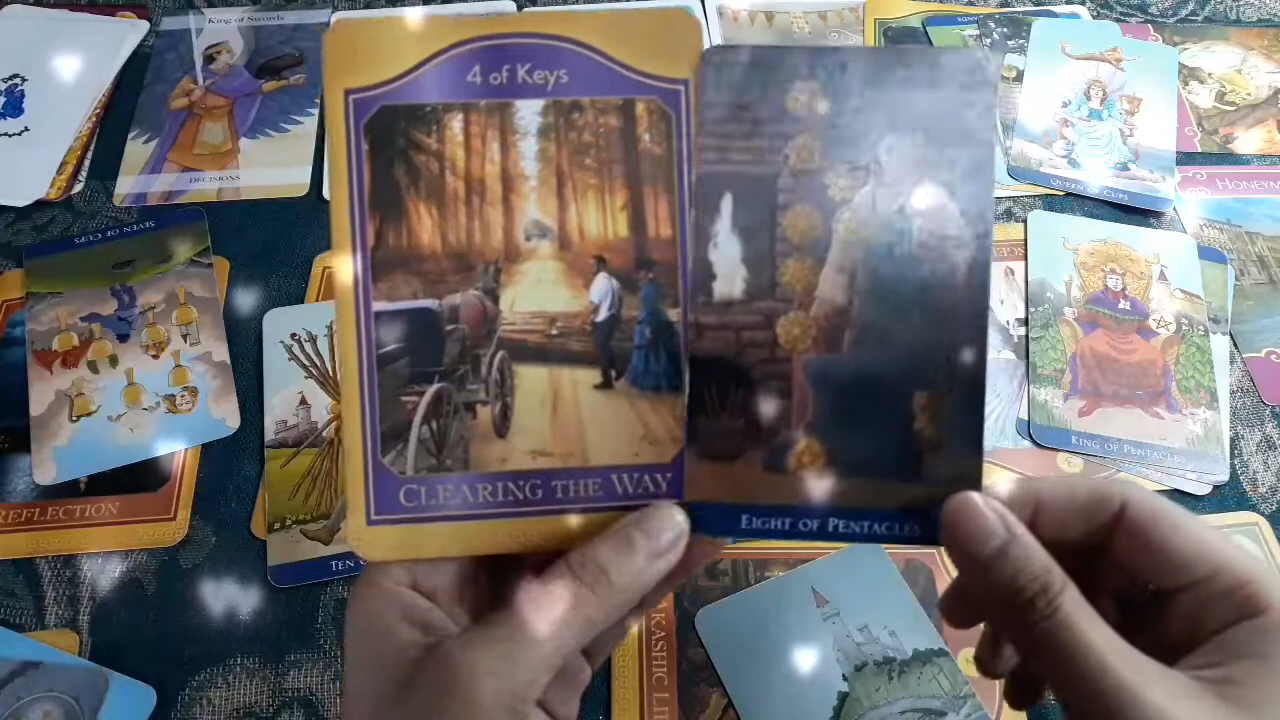 King of Swords
DECISIONS
4 of Keys
CLEARING THE WAY
EIGHT OF PENTACLES
QUEEN OF CUPS
HONEYM
KING OF PENTACLES
SEVEN OF CUPS
REFLECTION
TEN
KASHIC LI